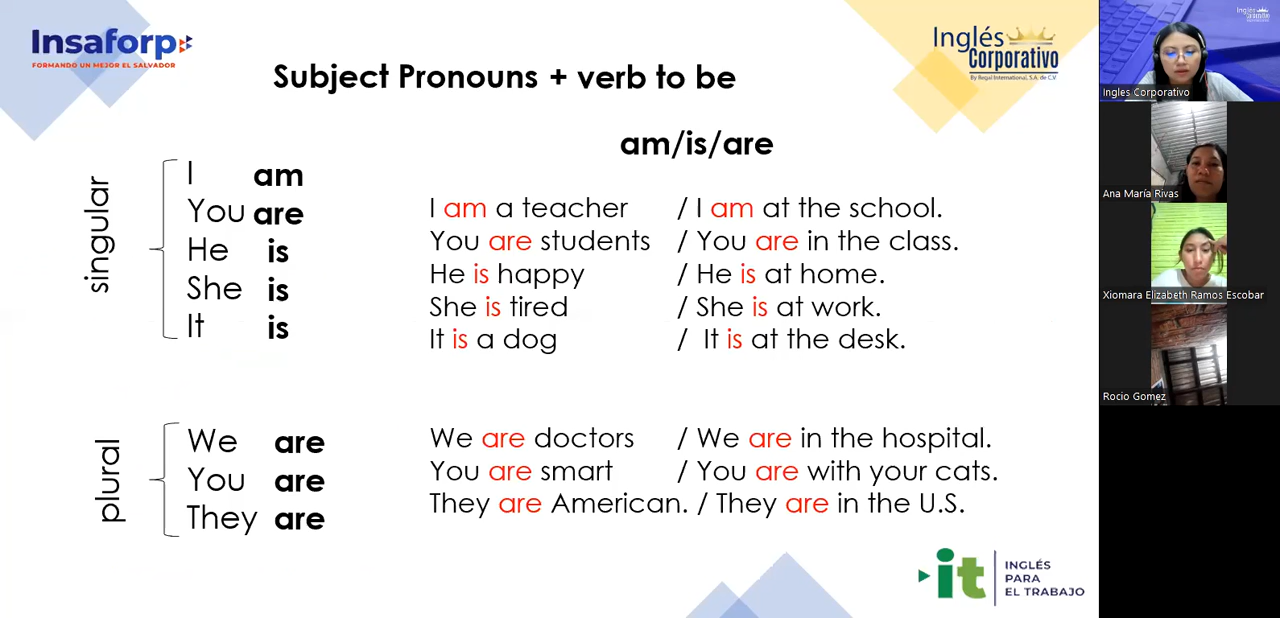 Insaforp
FORMANDO UN MEJOR EL SALVADOR
Inglés
Corporativo
By Regal International, S.A. de C.V
Subject Pronouns + verb to be
am/is/are
singular
I am
You are
He is
She is
It is
I am a teacher / I am at the school.
You are students / You are in the class.
He is happy / He is at home.
She is tired / She is at work.
It is a dog / It is at the desk.
plural
We are
You are
They are
We are doctors / We are in the hospital.
You are smart / You are with your cats.
They are American. / They are in the U.S.
it
INGLÉS
PARA
EL TRABAJO
Ingles Corporativo
Ana María Rivas
Xiomara Elizabeth Ramos Escobar
Rocio Gomez